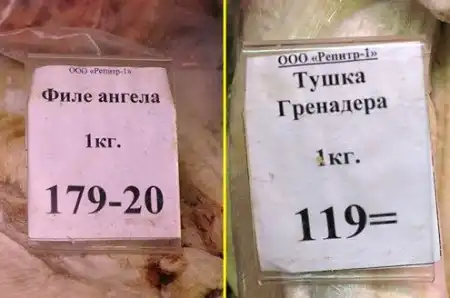 ООО «Репитр-1»
Филе ангела
1кг.
179-20
ООО «Репитр-1»
Тушка
Гренадера
1кг.
119=